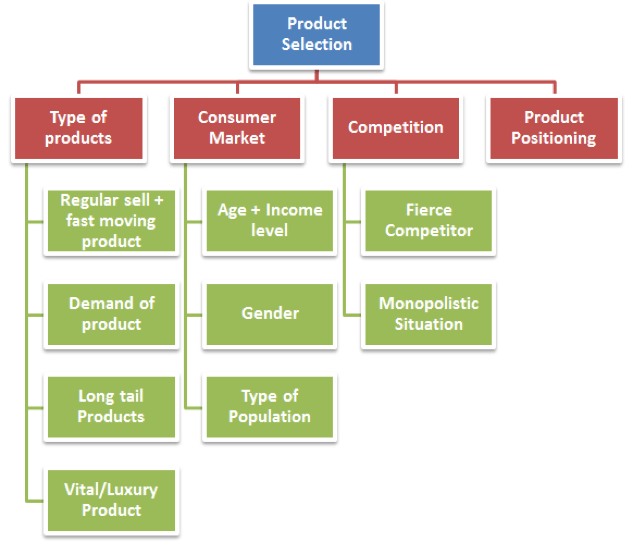 Product
Selection
Type of
products
Consumer
Market
Competition
Product
Positioning
Regular sell +
fast moving
product
Age + Income
level
Fierce
Competitor
Demand of
product
Gender
Monopolistic
Situation
Long tail
Products
Type of
Population
Vital/Luxury
Product